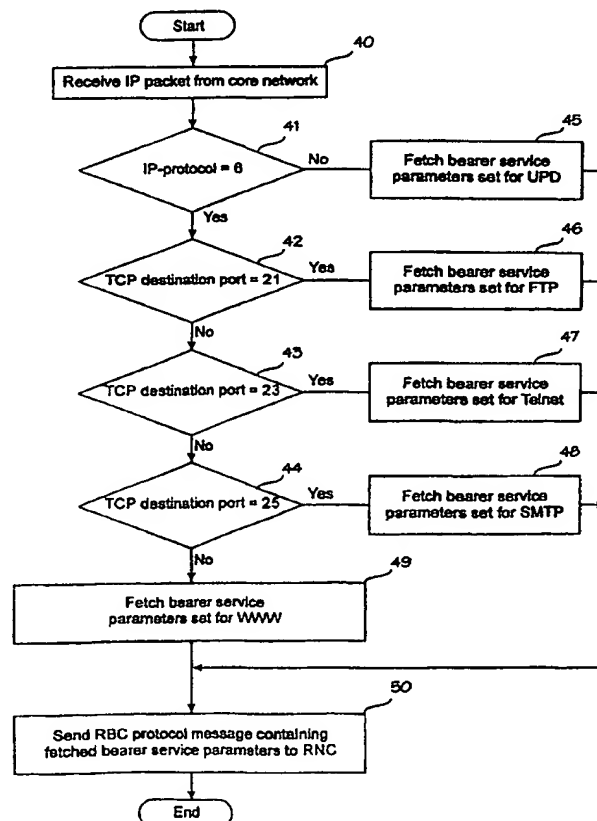 Start
40
Receive IP packet from core network
41
IP-protocol = 6
No
45
Fetch bearer service
parameters set for UPD
Yes
42
TCP destination port = 21
Yes
46
Fetch bearer service
parameters set for FTP
No
43
TCP destination port = 23
Yes
47
Fetch bearer service
parameters set for Telnet
No
44
TCP destination port = 25
Yes
48
Fetch bearer service
parameters set for SMTP
No
49
Fetch bearer service
parameters set for WWW
50
Send RBC protocol message containing
fetched bearer service parameters to RNC
End